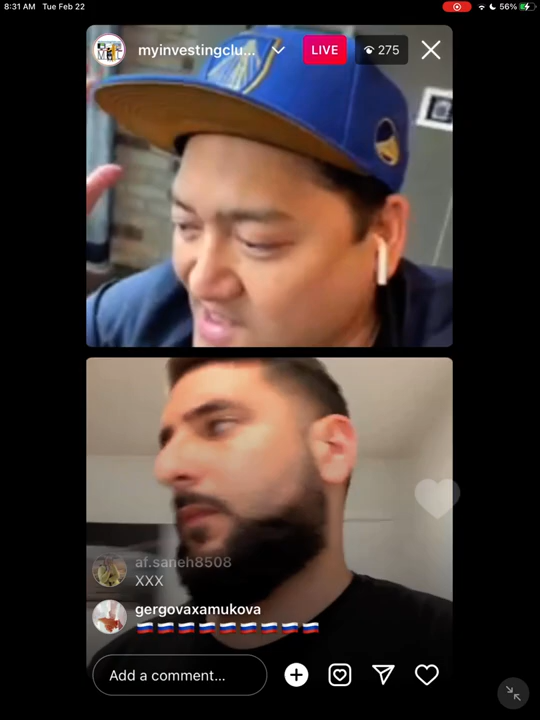 8:31 AM Tue Feb 22
56%
myinvestingclu...
LIVE
275
af.saneh8508
XXX
gergovaxamukova
🇷🇺🇷🇺🇷🇺🇷🇺🇷🇺🇷🇺🇷🇺🇷🇺🇷🇺
Add a comment...